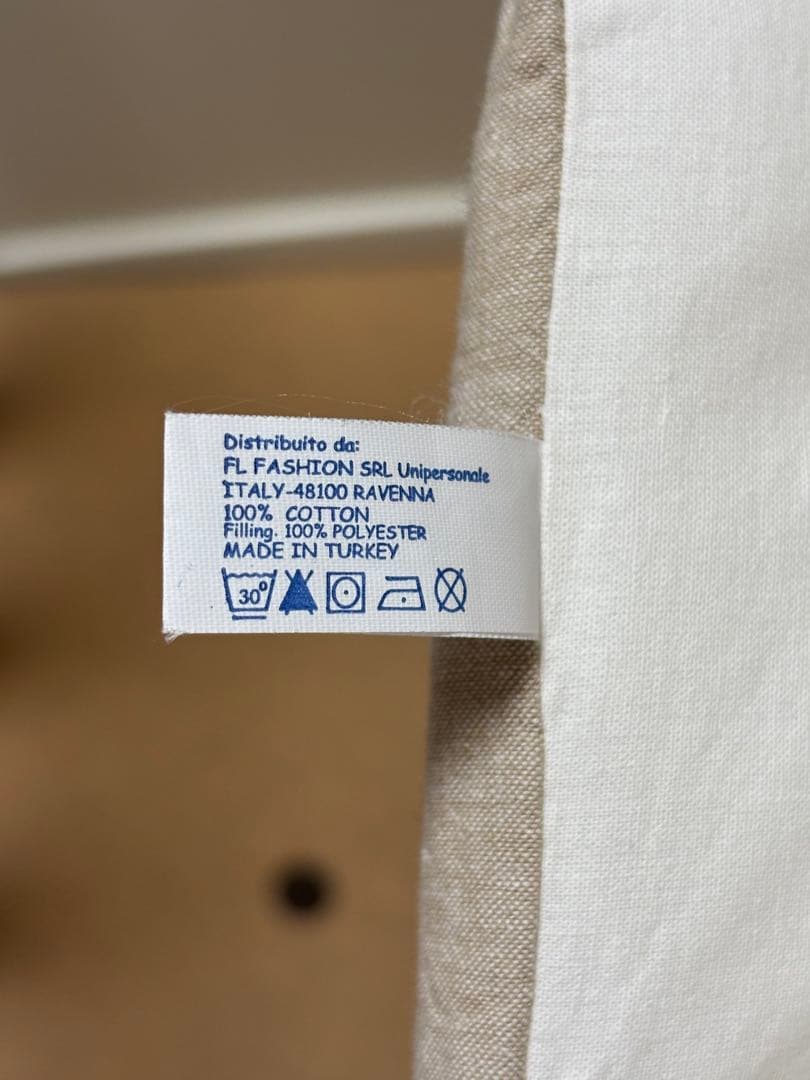 Distribuito da:
FL FASHION SRL Unipersonale
ITALY-48100 RAVENNA
100% COTTON
Filling. 100% POLYESTER
MADE IN TURKEY
30°